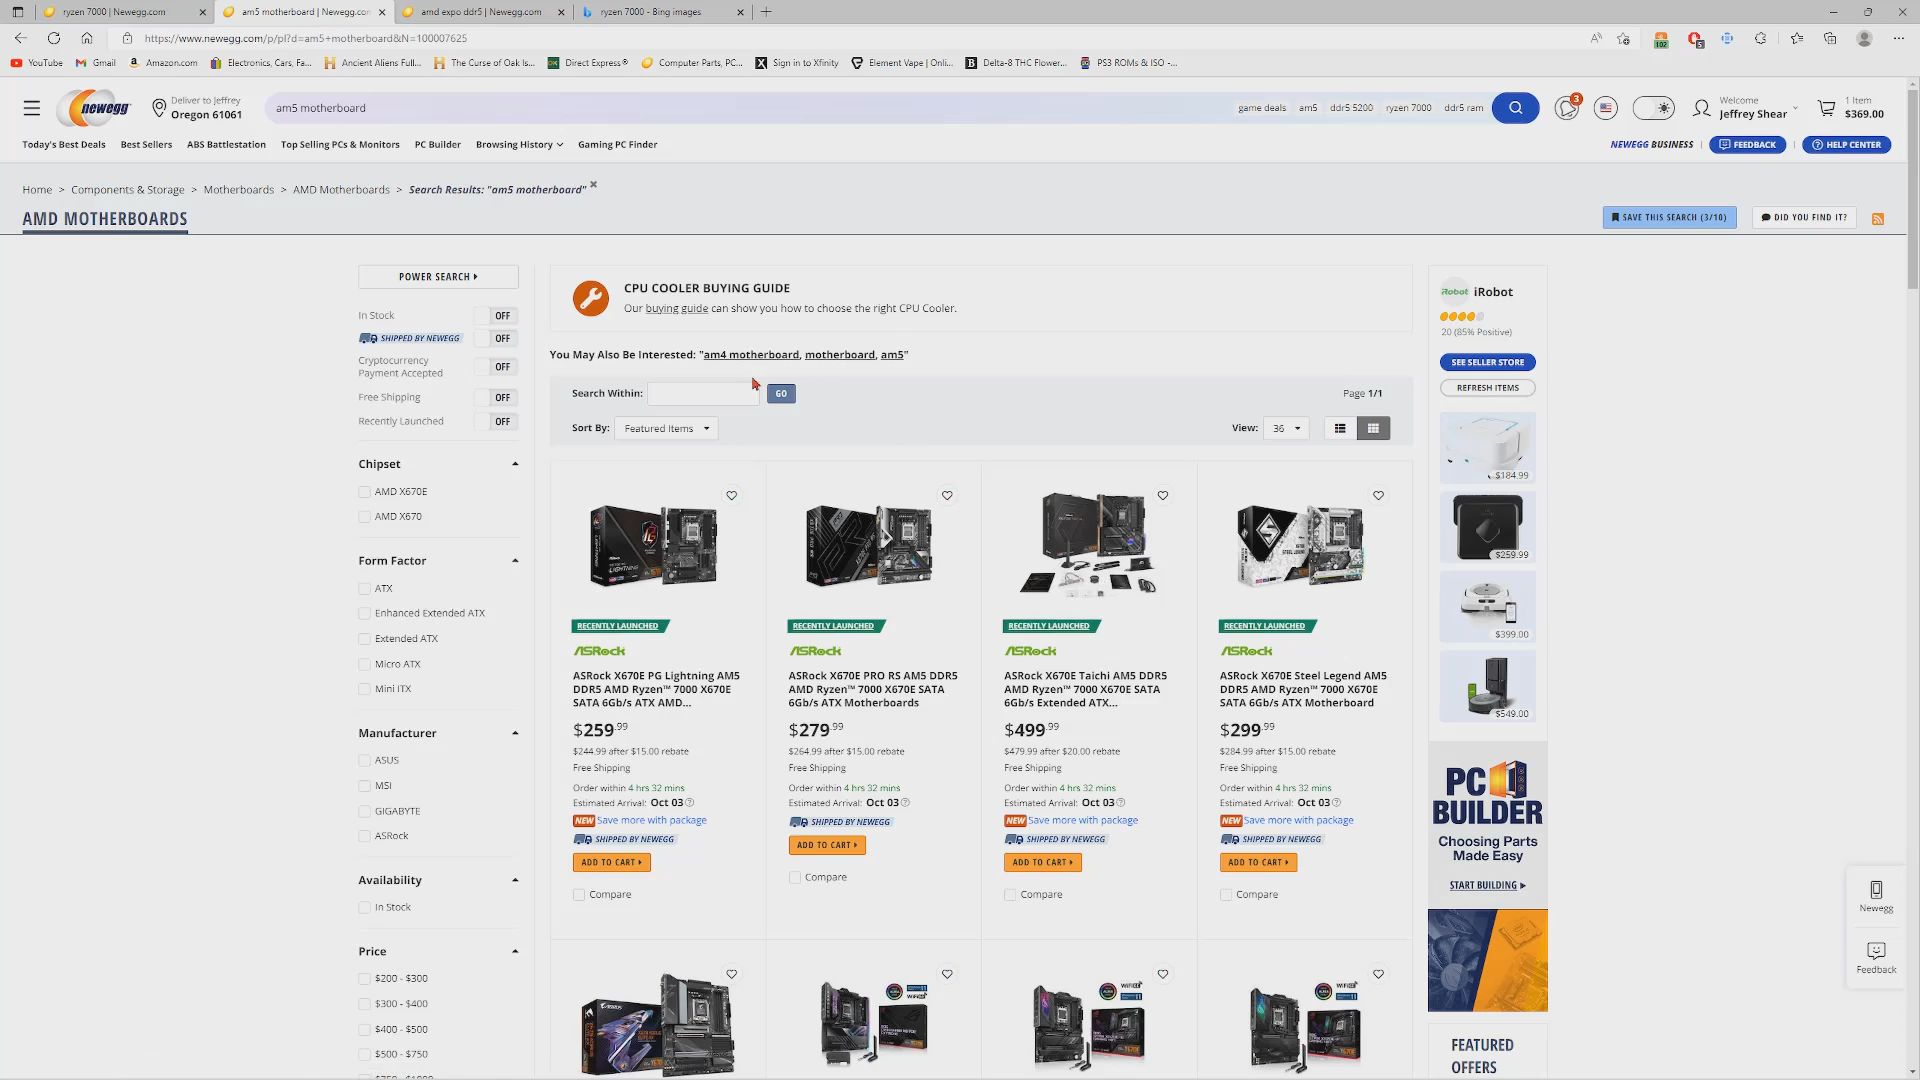 ryzen 7000 | Newegg.com
am5 motherboard | Newegg.com
amd expo ddr5 | Newegg.com
ryzen 7000 - Bing images
https://www.newegg.com/p/pl?d=am5+motherboard&N=100007625
102
5
YouTube
Gmail
Amazon.com
Electronics, Cars, Fa...
Ancient Aliens Full...
The Curse of Oak Is...
Direct Express®
Computer Parts, PC...
Sign in to Xfinity
Element Vape | Onli...
Delta-8 THC Flower...
PS3 ROMs & ISO -...
newegg
Deliver to Jeffrey
Oregon 61061
am5 motherboard
game deals
am5
ddr5 5200
ryzen 7000
ddr5 ram
3
Welcome
Jeffrey Shear
1 Item
$369.00
Today's Best Deals
Best Sellers
ABS Battlestation
Top Selling PCs & Monitors
PC Builder
Browsing History
Gaming PC Finder
NEWEGG BUSINESS
FEEDBACK
HELP CENTER
Home > Components & Storage > Motherboards > AMD Motherboards > Search Results: "am5 motherboard" ×
AMD MOTHERBOARDS
SAVE THIS SEARCH (3/10)
DID YOU FIND IT?
POWER SEARCH
In Stock OFF
SHIPPED BY NEWEGG OFF
Cryptocurrency
Payment Accepted OFF
Free Shipping OFF
Recently Launched OFF
Chipset
AMD X670E
AMD X670
Form Factor
ATX
Enhanced Extended ATX
Extended ATX
Micro ATX
Mini ITX
Manufacturer
ASUS
MSI
GIGABYTE
ASRock
Availability
In Stock
Price
$200 - $300
$300 - $400
$400 - $500
$500 - $750
CPU COOLER BUYING GUIDE
Our buying guide can show you how to choose the right CPU Cooler.
You May Also Be Interested: "am4 motherboard, motherboard, am5"
Search Within:
GO
Page 1/1
Sort By: Featured Items
View: 36
RECENTLY LAUNCHED
ASRock
ASRock X670E PG Lightning AM5
DDR5 AMD Ryzen™ 7000 X670E
SATA 6Gb/s ATX AMD...
$259.99
$244.99 after $15.00 rebate
Free Shipping
Order within 4 hrs 32 mins
Estimated Arrival: Oct 03
NEW Save more with package
SHIPPED BY NEWEGG
ADD TO CART
Compare
RECENTLY LAUNCHED
ASRock
ASRock X670E PRO RS AM5 DDR5
AMD Ryzen™ 7000 X670E SATA
6Gb/s ATX Motherboards
$279.99
$264.99 after $15.00 rebate
Free Shipping
Order within 4 hrs 32 mins
Estimated Arrival: Oct 03
SHIPPED BY NEWEGG
ADD TO CART
Compare
RECENTLY LAUNCHED
ASRock
ASRock X670E Taichi AM5 DDR5
AMD Ryzen™ 7000 X670E SATA
6Gb/s Extended ATX...
$499.99
$479.99 after $20.00 rebate
Free Shipping
Order within 4 hrs 32 mins
Estimated Arrival: Oct 03
NEW Save more with package
SHIPPED BY NEWEGG
ADD TO CART
Compare
RECENTLY LAUNCHED
ASRock
ASRock X670E Steel Legend AM5
DDR5 AMD Ryzen™ 7000 X670E
SATA 6Gb/s ATX Motherboard
$299.99
$284.99 after $15.00 rebate
Free Shipping
Order within 4 hrs 32 mins
Estimated Arrival: Oct 03
NEW Save more with package
SHIPPED BY NEWEGG
ADD TO CART
Compare
iRobot iRobot
20 (85% Positive)
SEE SELLER STORE
REFRESH ITEMS
$184.99
$259.99
$399.00
$549.00
PC
BUILDER
Choosing Parts
Made Easy
START BUILDING
FEATURED
OFFERS
Newegg
Feedback